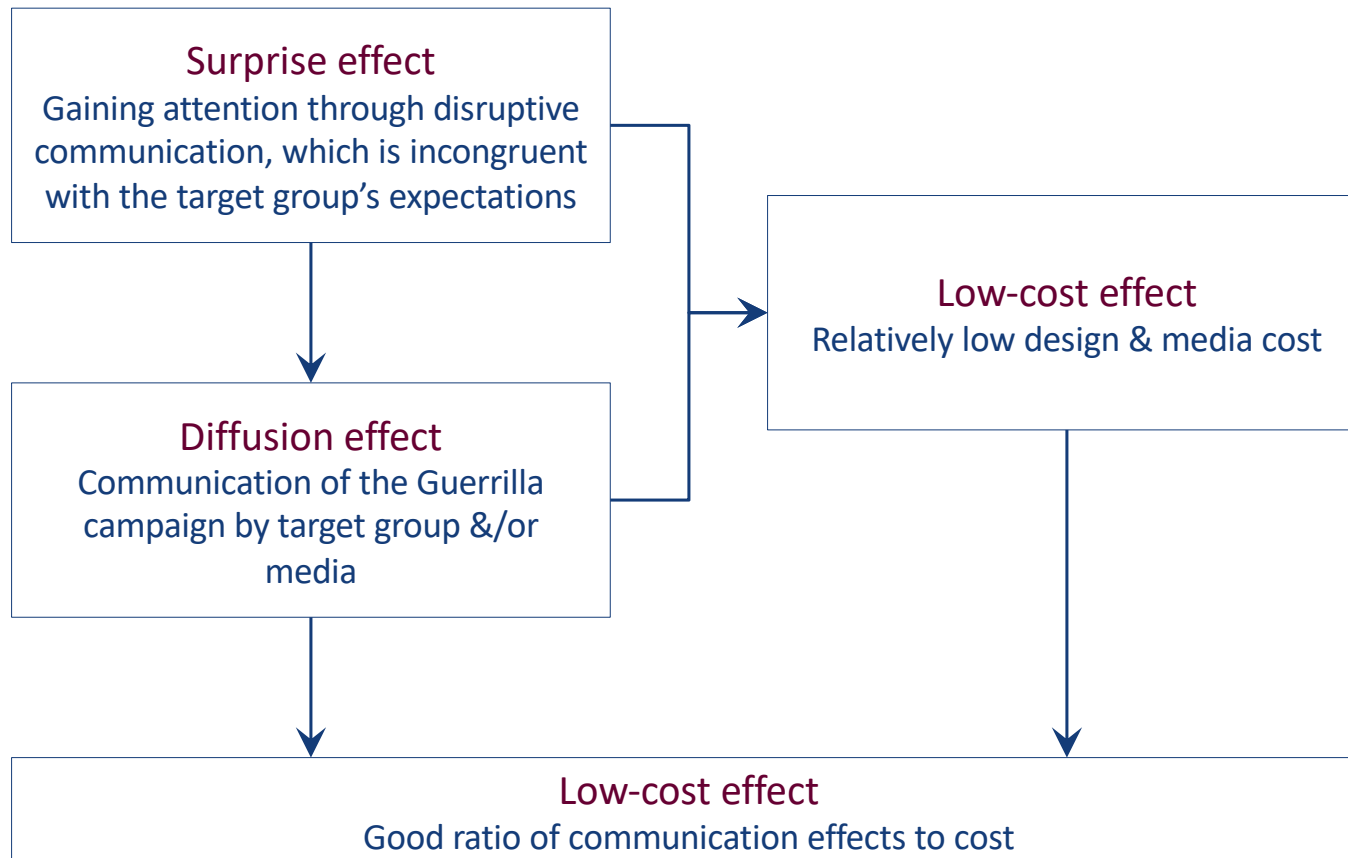 Surprise effect
Gaining attention through disruptive
communication, which is incongruent
with the target group’s expectations
Low-cost effect
Relatively low design & media cost
Diffusion effect
Communication of the Guerrilla
campaign by target group &/or
media
Low-cost effect
Good ratio of communication effects to cost